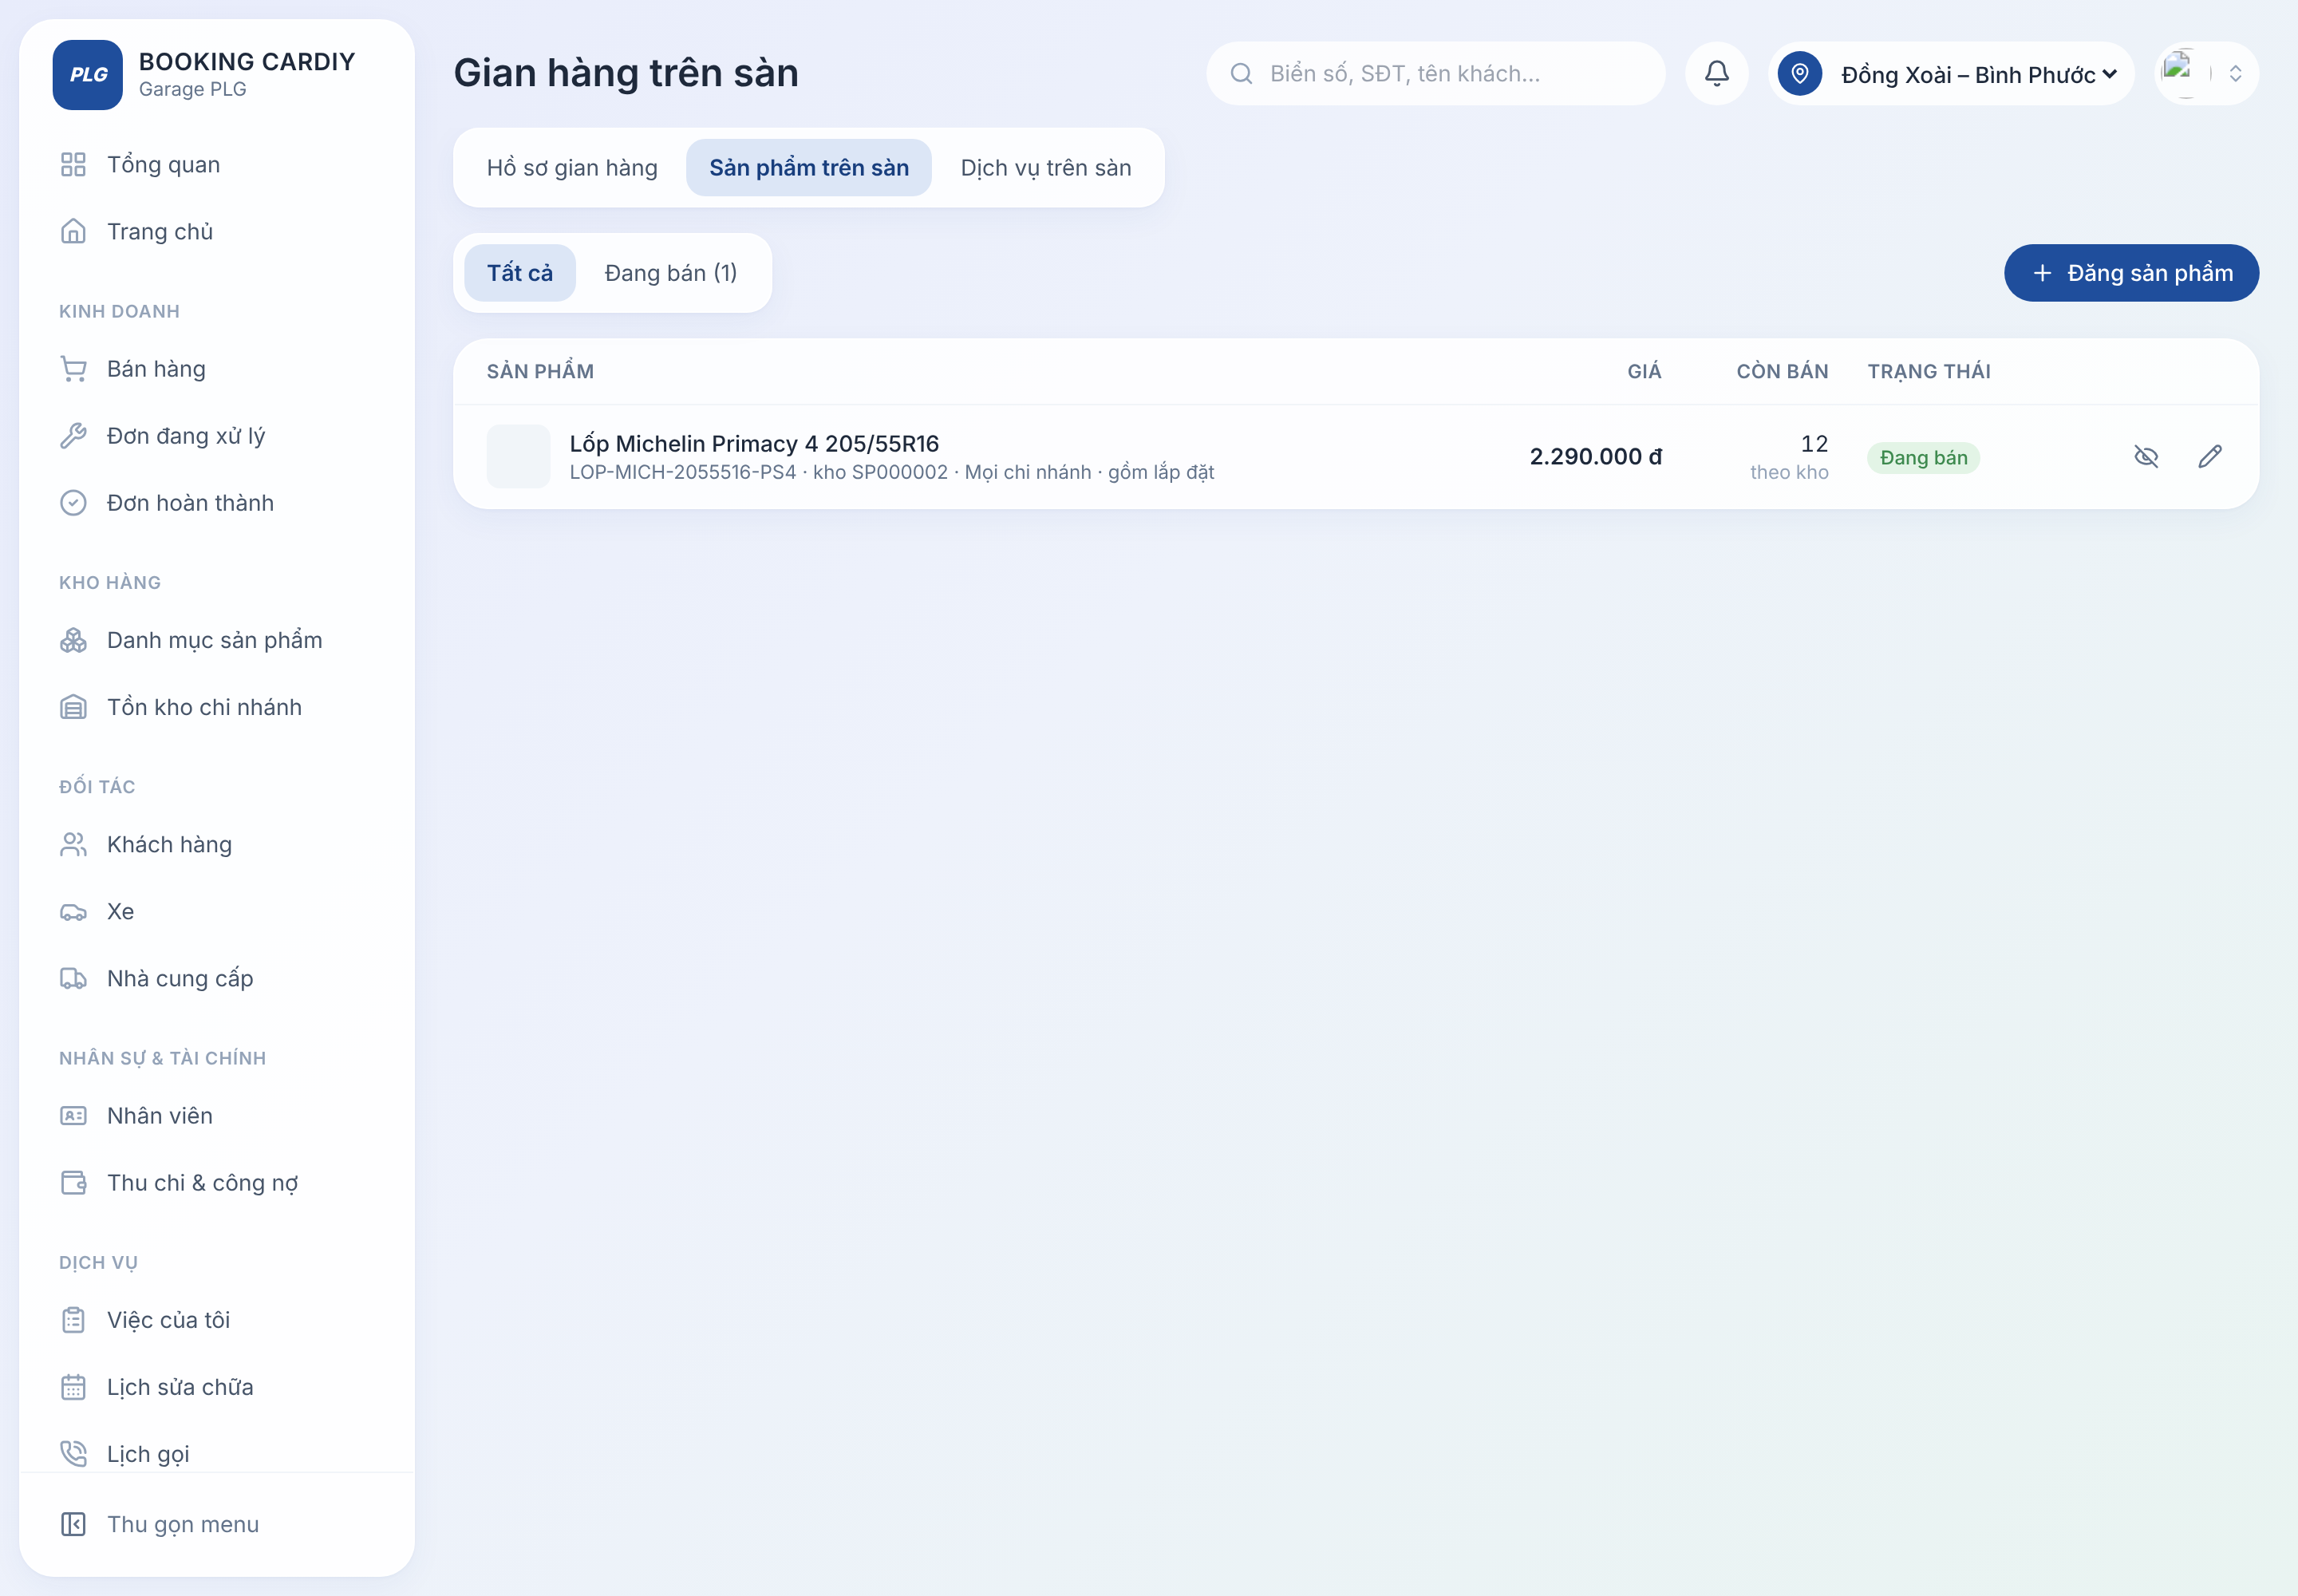 PLG
BOOKING CARDIY
Garage PLG
Tổng quan
Trang chủ
KINH DOANH
Bán hàng
Đơn đang xử lý
Đơn hoàn thành
KHO HÀNG
Danh mục sản phẩm
Tồn kho chi nhánh
ĐỐI TÁC
Khách hàng
Xe
Nhà cung cấp
NHÂN SỰ & TÀI CHÍNH
Nhân viên
Thu chi & công nợ
DỊCH VỤ
Việc của tôi
Lịch sửa chữa
Lịch gọi
Thu gọn menu
Gian hàng trên sàn
Biển số, SĐT, tên khách...
Đồng Xoài – Bình Phước
Hồ sơ gian hàng
Sản phẩm trên sàn
Dịch vụ trên sàn
Tất cả
Đang bán (1)
Đăng sản phẩm
SẢN PHẨM
GIÁ
CÒN BÁN
TRẠNG THÁI
Lốp Michelin Primacy 4 205/55R16
LOP-MICH-2055516-PS4 · kho SP000002 · Mọi chi nhánh · gồm lắp đặt
2.290.000 đ
12
theo kho
Đang bán